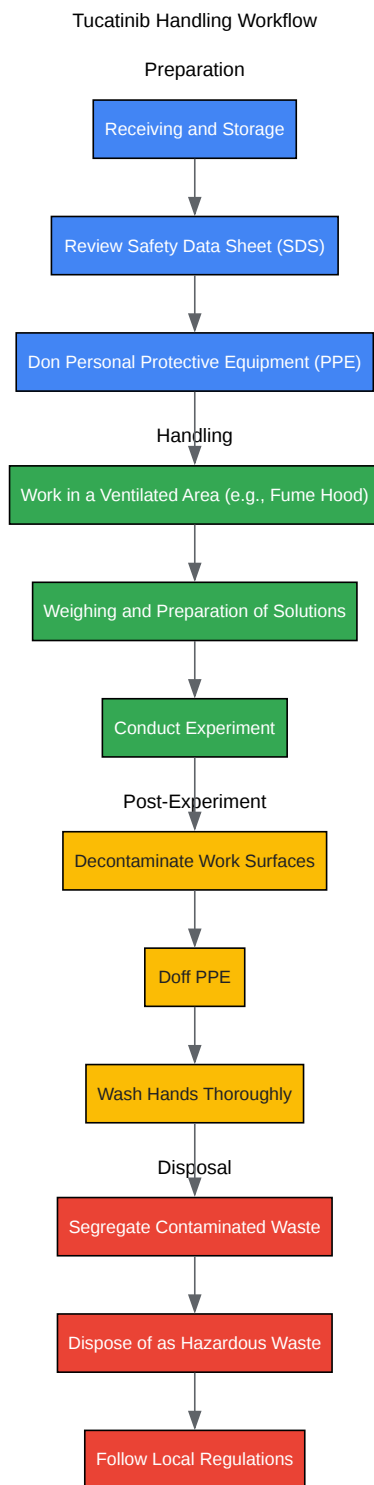 Tucatinib Handling Workflow
Preparation
Receiving and Storage
Review Safety Data Sheet (SDS)
Don Personal Protective Equipment (PPE)
Handling
Work in a Ventilated Area (e.g., Fume Hood)
Weighing and Preparation of Solutions
Conduct Experiment
Post-Experiment
Decontaminate Work Surfaces
Doff PPE
Wash Hands Thoroughly
Disposal
Segregate Contaminated Waste
Dispose of as Hazardous Waste
Follow Local Regulations